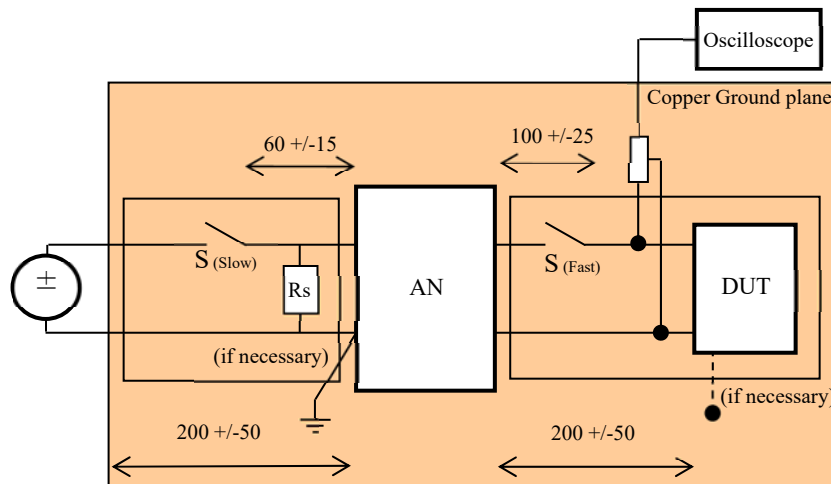 Oscilloscope
Copper Ground plane
60 +/-15
100 +/-25
S (Slow)
S (Fast)
±
Rs
AN
DUT
(if necessary)
(if necessary)
200 +/-50
200 +/-50